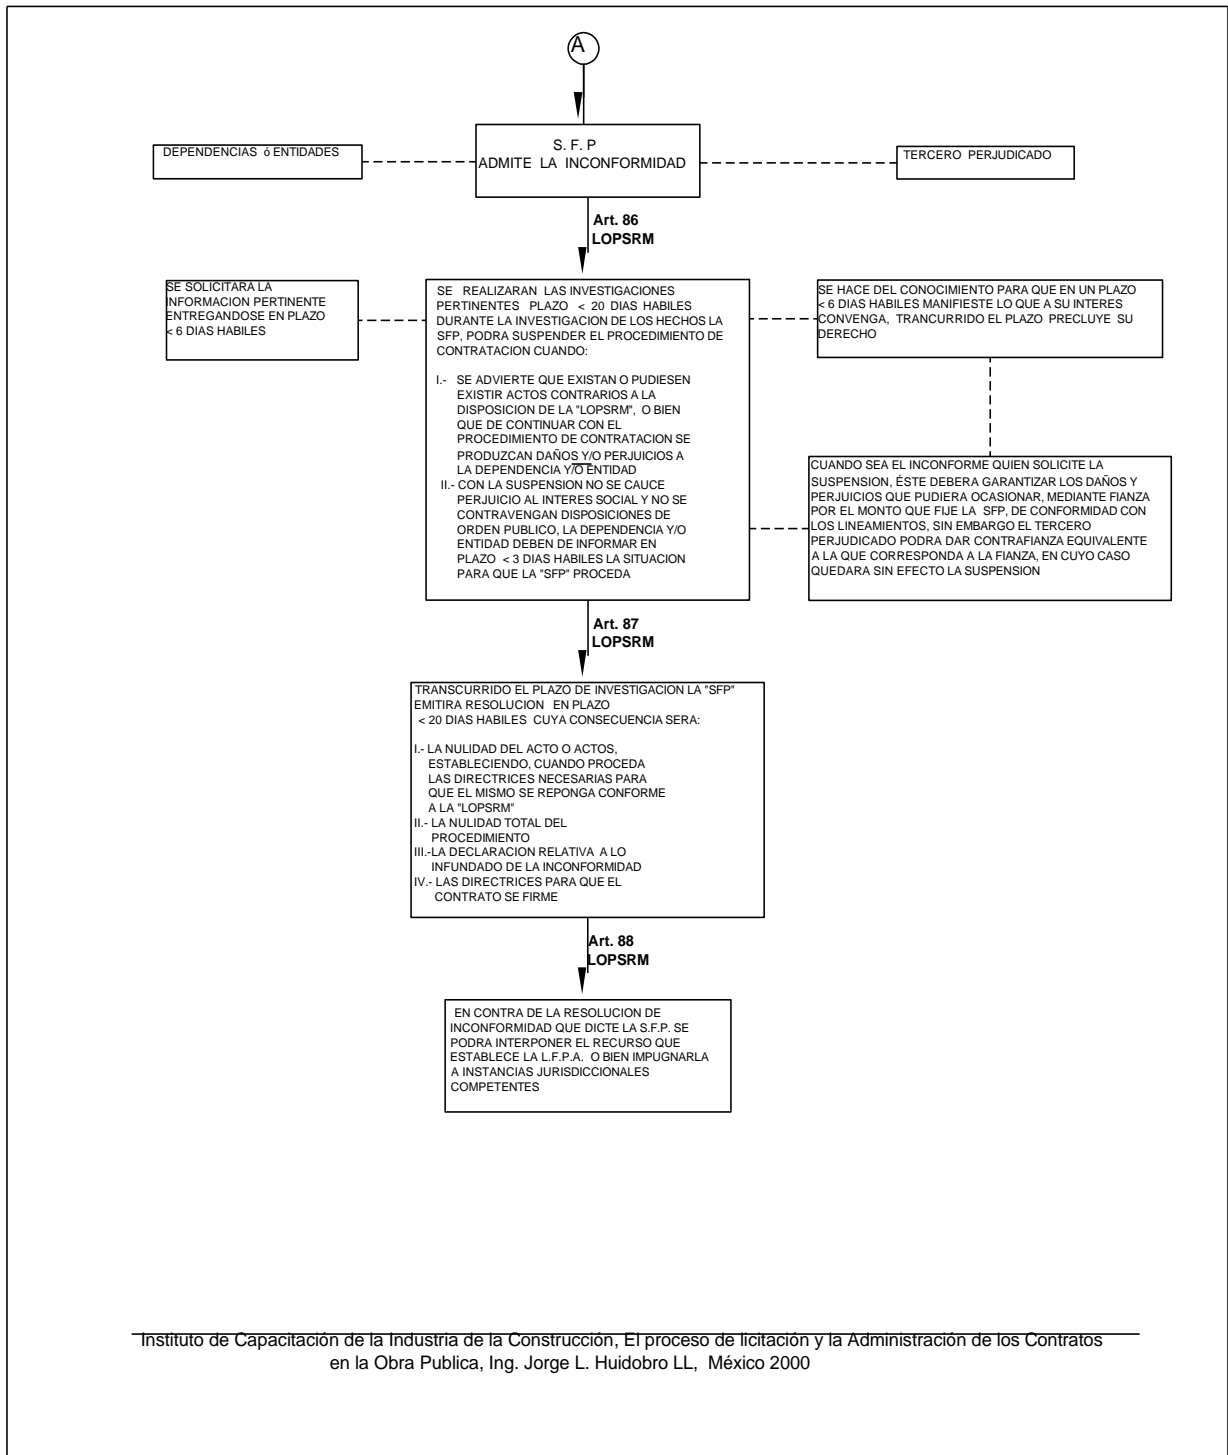 A
S. F. P
ADMITE LA INCONFORMIDAD
DEPENDENCIAS ó ENTIDADES
TERCERO PERJUDICADO
Art. 86
LOPSRM
SE SOLICITARA LA
INFORMACION PERTINENTE
ENTREGANDOSE EN PLAZO
< 6 DIAS HABILES
SE REALIZARAN LAS INVESTIGACIONES
PERTINENTES PLAZO < 20 DIAS HABILES
DURANTE LA INVESTIGACION DE LOS HECHOS LA
SFP, PODRA SUSPENDER EL PROCEDIMIENTO DE
CONTRATACION CUANDO:
I.- SE ADVIERTE QUE EXISTAN O PUDIESEN
EXISTIR ACTOS CONTRARIOS A LA
DISPOSICION DE LA "LOPSRM", O BIEN
QUE DE CONTINUAR CON EL
PROCEDIMIENTO DE CONTRATACION SE
PRODUZCAN DAÑOS Y/O PERJUICIOS A
LA DEPENDENCIA Y/O ENTIDAD
II.- CON LA SUSPENSION NO SE CAUCE
PERJUICIO AL INTERES SOCIAL Y NO SE
CONTRAVENGAN DISPOSICIONES DE
ORDEN PUBLICO, LA DEPENDENCIA Y/O
ENTIDAD DEBEN DE INFORMAR EN
PLAZO < 3 DIAS HABILES LA SITUACION
PARA QUE LA "SFP" PROCEDA
SE HACE DEL CONOCIMIENTO PARA QUE EN UN PLAZO
< 6 DIAS HABILES MANIFIESTE LO QUE A SU INTERES
CONVENGA, TRANCURRIDO EL PLAZO PRECLUYE SU
DERECHO
CUANDO SEA EL INCONFORME QUIEN SOLICITE LA
SUSPENSION, ÉSTE DEBERA GARANTIZAR LOS DAÑOS Y
PERJUICIOS QUE PUDIERA OCASIONAR, MEDIANTE FIANZA
POR EL MONTO QUE FIJE LA SFP, DE CONFORMIDAD CON
LOS LINEAMIENTOS, SIN EMBARGO EL TERCERO
PERJUDICADO PODRA DAR CONTRAFIANZA EQUIVALENTE
A LA QUE CORRESPONDA A LA FIANZA, EN CUYO CASO
QUEDARA SIN EFECTO LA SUSPENSION
Art. 87
LOPSRM
TRANSCURRIDO EL PLAZO DE INVESTIGACION LA "SFP"
EMITIRA RESOLUCION EN PLAZO
< 20 DIAS HABILES CUYA CONSECUENCIA SERA:
I.- LA NULIDAD DEL ACTO O ACTOS,
ESTABLECIENDO, CUANDO PROCEDA
LAS DIRECTRICES NECESARIAS PARA
QUE EL MISMO SE REPONGA CONFORME
A LA "LOPSRM"
II.- LA NULIDAD TOTAL DEL
PROCEDIMIENTO
III.-LA DECLARACION RELATIVA A LO
INFUNDADO DE LA INCONFORMIDAD
IV.- LAS DIRECTRICES PARA QUE EL
CONTRATO SE FIRME
Art. 88
LOPSRM
EN CONTRA DE LA RESOLUCION DE
INCONFORMIDAD QUE DICTE LA S.F.P. SE
PODRA INTERPONER EL RECURSO QUE
ESTABLECE LA L.F.P.A. O BIEN IMPUGNARLA
A INSTANCIAS JURISDICCIONALES
COMPETENTES
Instituto de Capacitación de la Industria de la Construcción, El proceso de licitación y la Administración de los Contratos
en la Obra Publica, Ing. Jorge L. Huidobro LL, México 2000